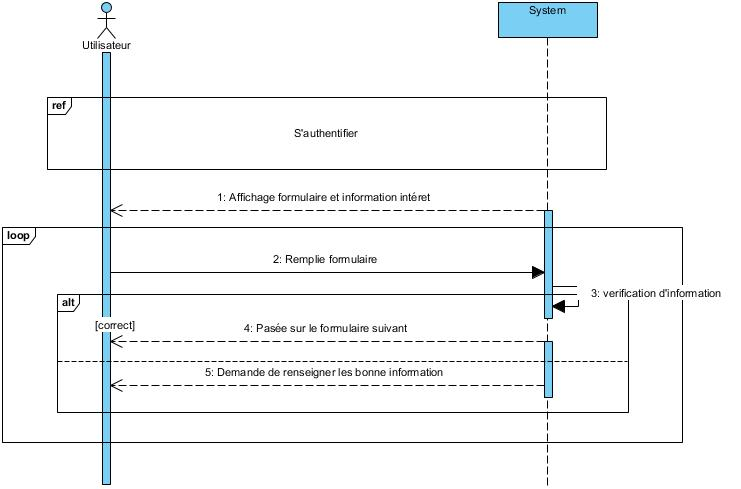 System
Utilisateur
ref
S'authentifier
1: Affichage formulaire et information intéret
loop
2: Remplie formulaire
3: verification d'information
alt
[correct]
4: Pasée sur le formulaire suivant
5: Demande de renseigner les bonne information